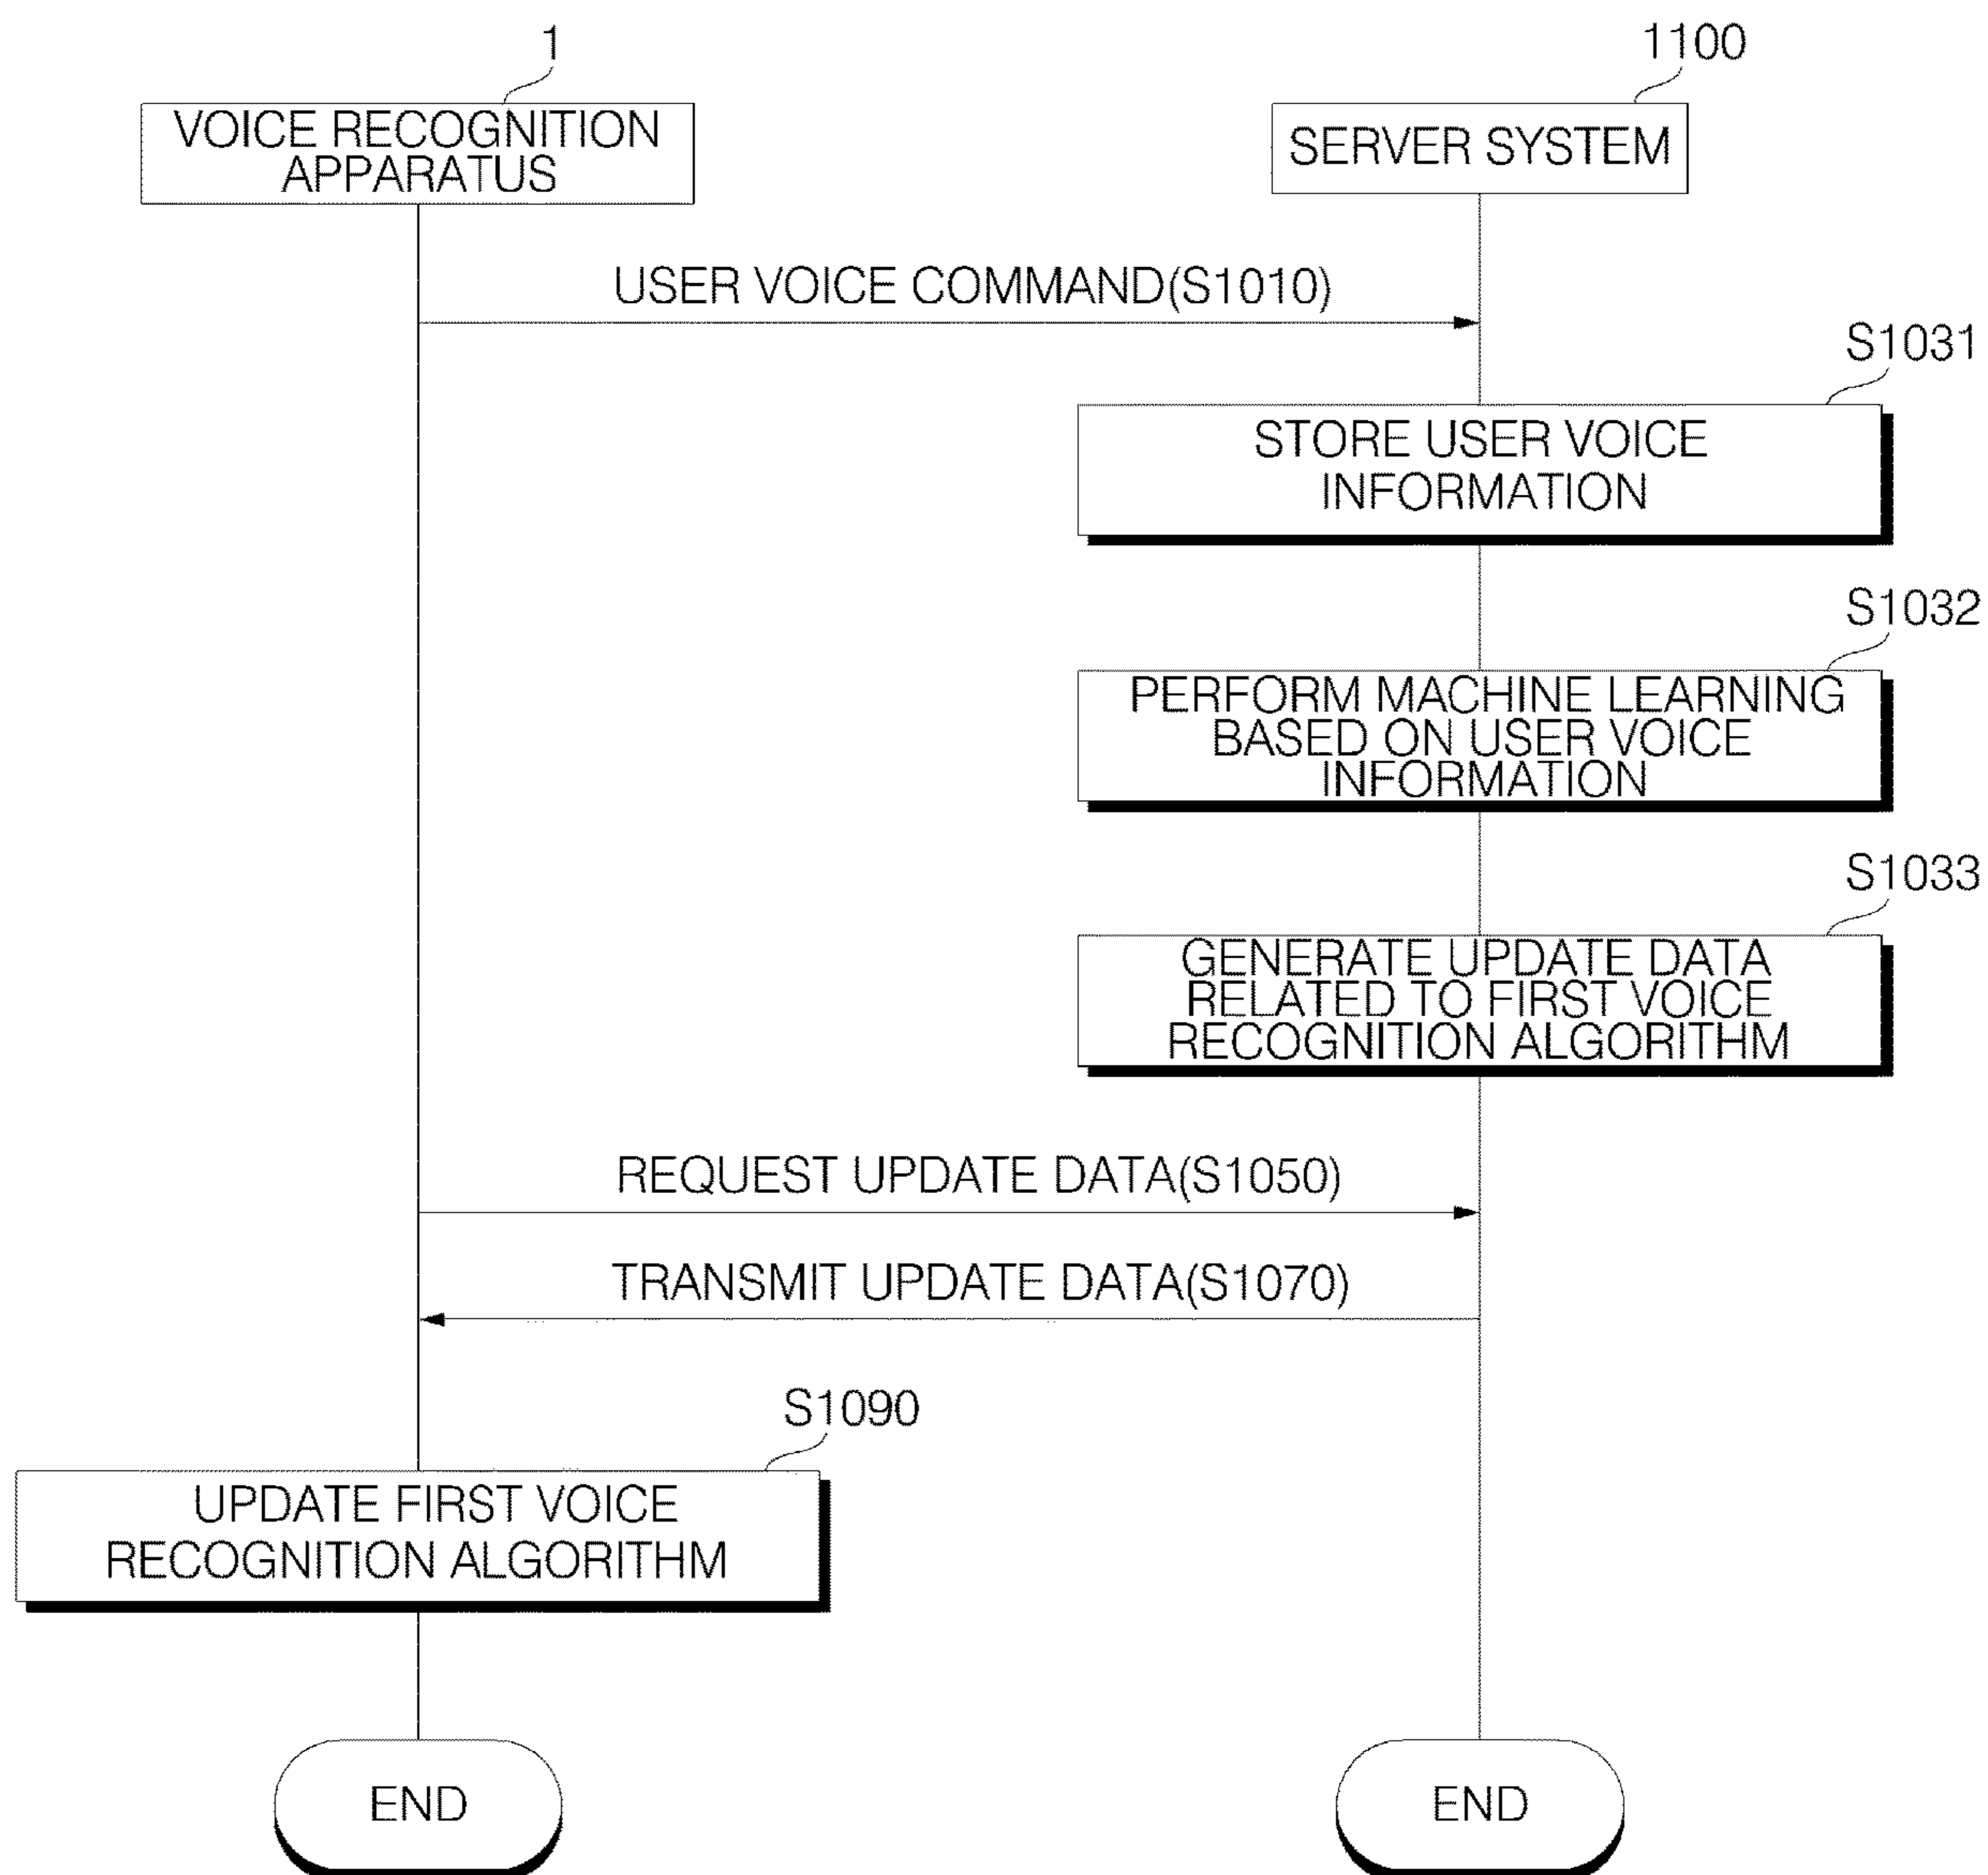 1
1100
VOICE RECOGNITION
APPARATUS
SERVER SYSTEM
USER VOICE COMMAND(S1010)
S1031
STORE USER VOICE
INFORMATION
S1032
PERFORM MACHINE LEARNING
BASED ON USER VOICE
INFORMATION
S1033
GENERATE UPDATE DATA
RELATED TO FIRST VOICE
RECOGNITION ALGORITHM
REQUEST UPDATE DATA(S1050)
TRANSMIT UPDATE DATA(S1070)
S1090
UPDATE FIRST VOICE
RECOGNITION ALGORITHM
END
END